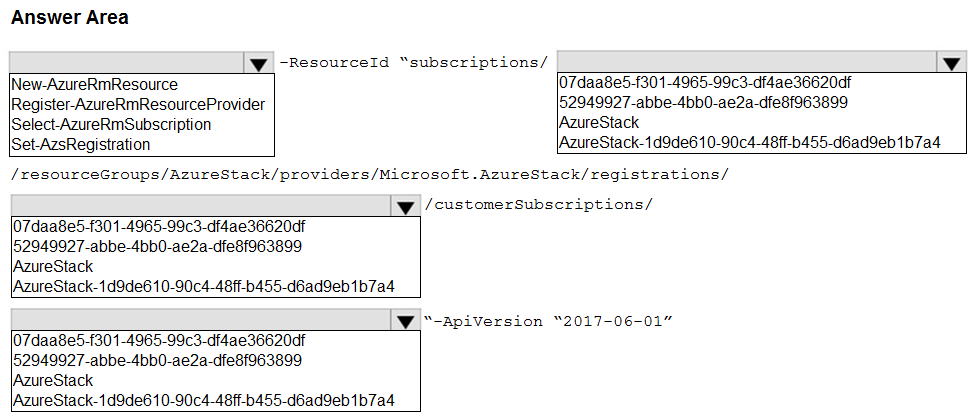 Answer Area
-ResourceId “subscriptions/
New-AzureRmResource
Register-AzureRmResourceProvider
Select-AzureRmSubscription
Set-AzsRegistration
07daa8e5-f301-4965-99c3-df4ae36620df
52949927-abbe-4bb0-ae2a-dfe8f963899
AzureStack
AzureStack-1d9de610-90c4-48ff-b455-d6ad9eb1b7a4
/resourceGroups/AzureStack/providers/Microsoft.AzureStack/registrations/
/customerSubscriptions/
07daa8e5-f301-4965-99c3-df4ae36620df
52949927-abbe-4bb0-ae2a-dfe8f963899
AzureStack
AzureStack-1d9de610-90c4-48ff-b455-d6ad9eb1b7a4
“-ApiVersion “2017-06-01”
07daa8e5-f301-4965-99c3-df4ae36620df
52949927-abbe-4bb0-ae2a-dfe8f963899
AzureStack
AzureStack-1d9de610-90c4-48ff-b455-d6ad9eb1b7a4